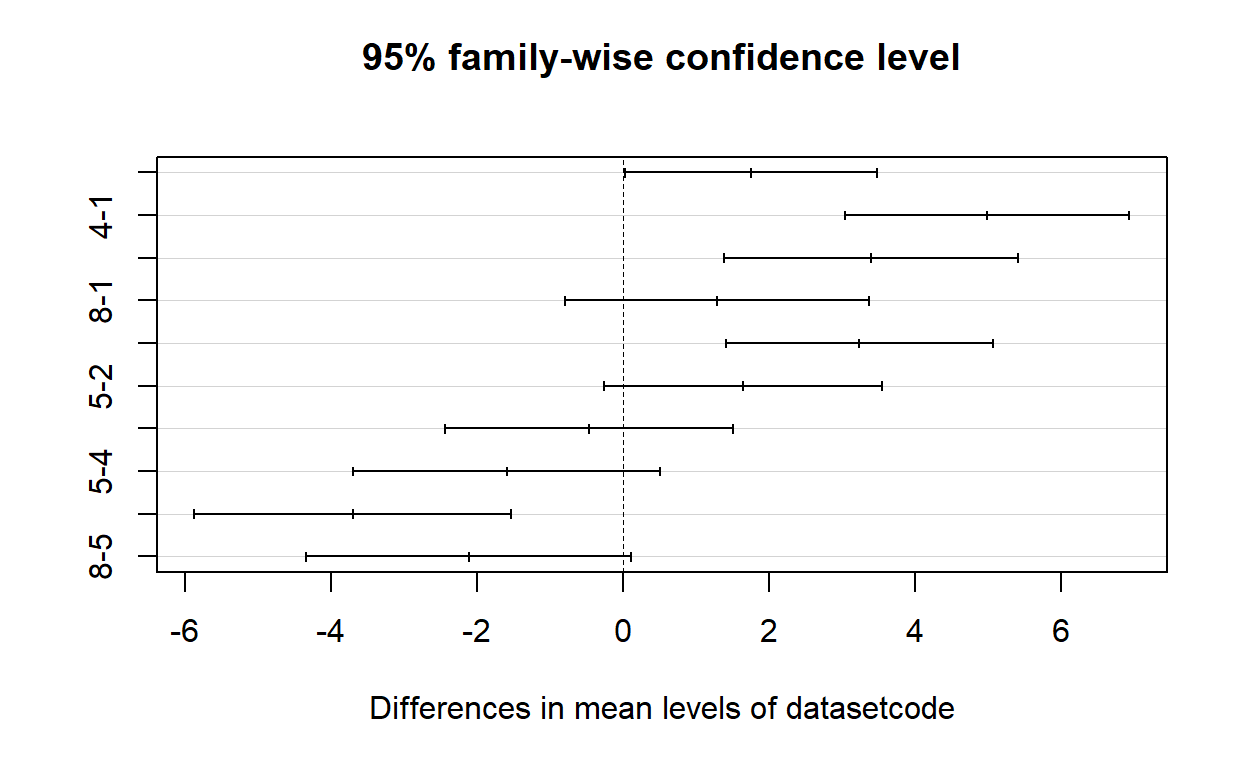 95% family-wise confidence level
4-1
8-1
5-2
5-4
8-5
-6 -4 -2 0 2 4 6
Differences in mean levels of datasetcode